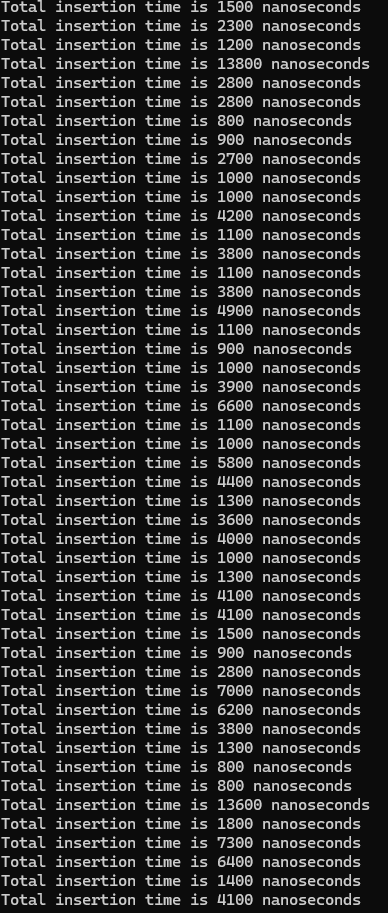 Total insertion time is 1500 nanoseconds
Total insertion time is 2300 nanoseconds
Total insertion time is 1200 nanoseconds
Total insertion time is 13800 nanoseconds
Total insertion time is 2800 nanoseconds
Total insertion time is 2800 nanoseconds
Total insertion time is 800 nanoseconds
Total insertion time is 900 nanoseconds
Total insertion time is 2700 nanoseconds
Total insertion time is 1000 nanoseconds
Total insertion time is 1000 nanoseconds
Total insertion time is 4200 nanoseconds
Total insertion time is 1100 nanoseconds
Total insertion time is 3800 nanoseconds
Total insertion time is 1100 nanoseconds
Total insertion time is 3800 nanoseconds
Total insertion time is 4900 nanoseconds
Total insertion time is 1100 nanoseconds
Total insertion time is 900 nanoseconds
Total insertion time is 1000 nanoseconds
Total insertion time is 3900 nanoseconds
Total insertion time is 6600 nanoseconds
Total insertion time is 1100 nanoseconds
Total insertion time is 1000 nanoseconds
Total insertion time is 5800 nanoseconds
Total insertion time is 4400 nanoseconds
Total insertion time is 1300 nanoseconds
Total insertion time is 3600 nanoseconds
Total insertion time is 4000 nanoseconds
Total insertion time is 1000 nanoseconds
Total insertion time is 1300 nanoseconds
Total insertion time is 4100 nanoseconds
Total insertion time is 4100 nanoseconds
Total insertion time is 1500 nanoseconds
Total insertion time is 900 nanoseconds
Total insertion time is 2800 nanoseconds
Total insertion time is 7000 nanoseconds
Total insertion time is 6200 nanoseconds
Total insertion time is 3800 nanoseconds
Total insertion time is 1300 nanoseconds
Total insertion time is 800 nanoseconds
Total insertion time is 800 nanoseconds
Total insertion time is 13600 nanoseconds
Total insertion time is 1800 nanoseconds
Total insertion time is 7300 nanoseconds
Total insertion time is 6400 nanoseconds
Total insertion time is 1400 nanoseconds
Total insertion time is 4100 nanoseconds